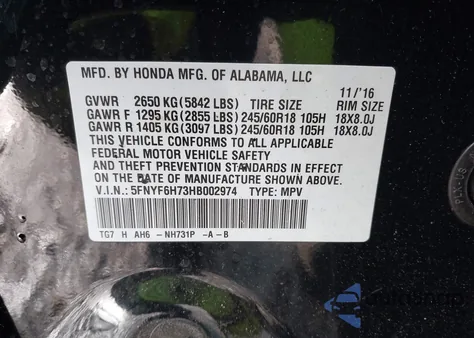 MFD. BY HONDA MFG. OF ALABAMA, LLC
11/'16
GVWR 2650 KG (5842 LBS) TIRE SIZE RIM SIZE
GAWR F 1295 KG (2855 LBS) 245/60R18 105H 18X8.0J
GAWR R 1405 KG (3097 LBS) 245/60R18 105H 18X8.0J
THIS VEHICLE CONFORMS TO ALL APPLICABLE
FEDERAL MOTOR VEHICLE SAFETY
AND THEFT PREVENTION STANDARDS IN EFFECT
ON THE DATE OF MANUFACTURE SHOWN ABOVE.
V.I.N.: 5FNYF6H73HB002974 TYPE: MPV
TG7 H AH6 -NH731P -A-B